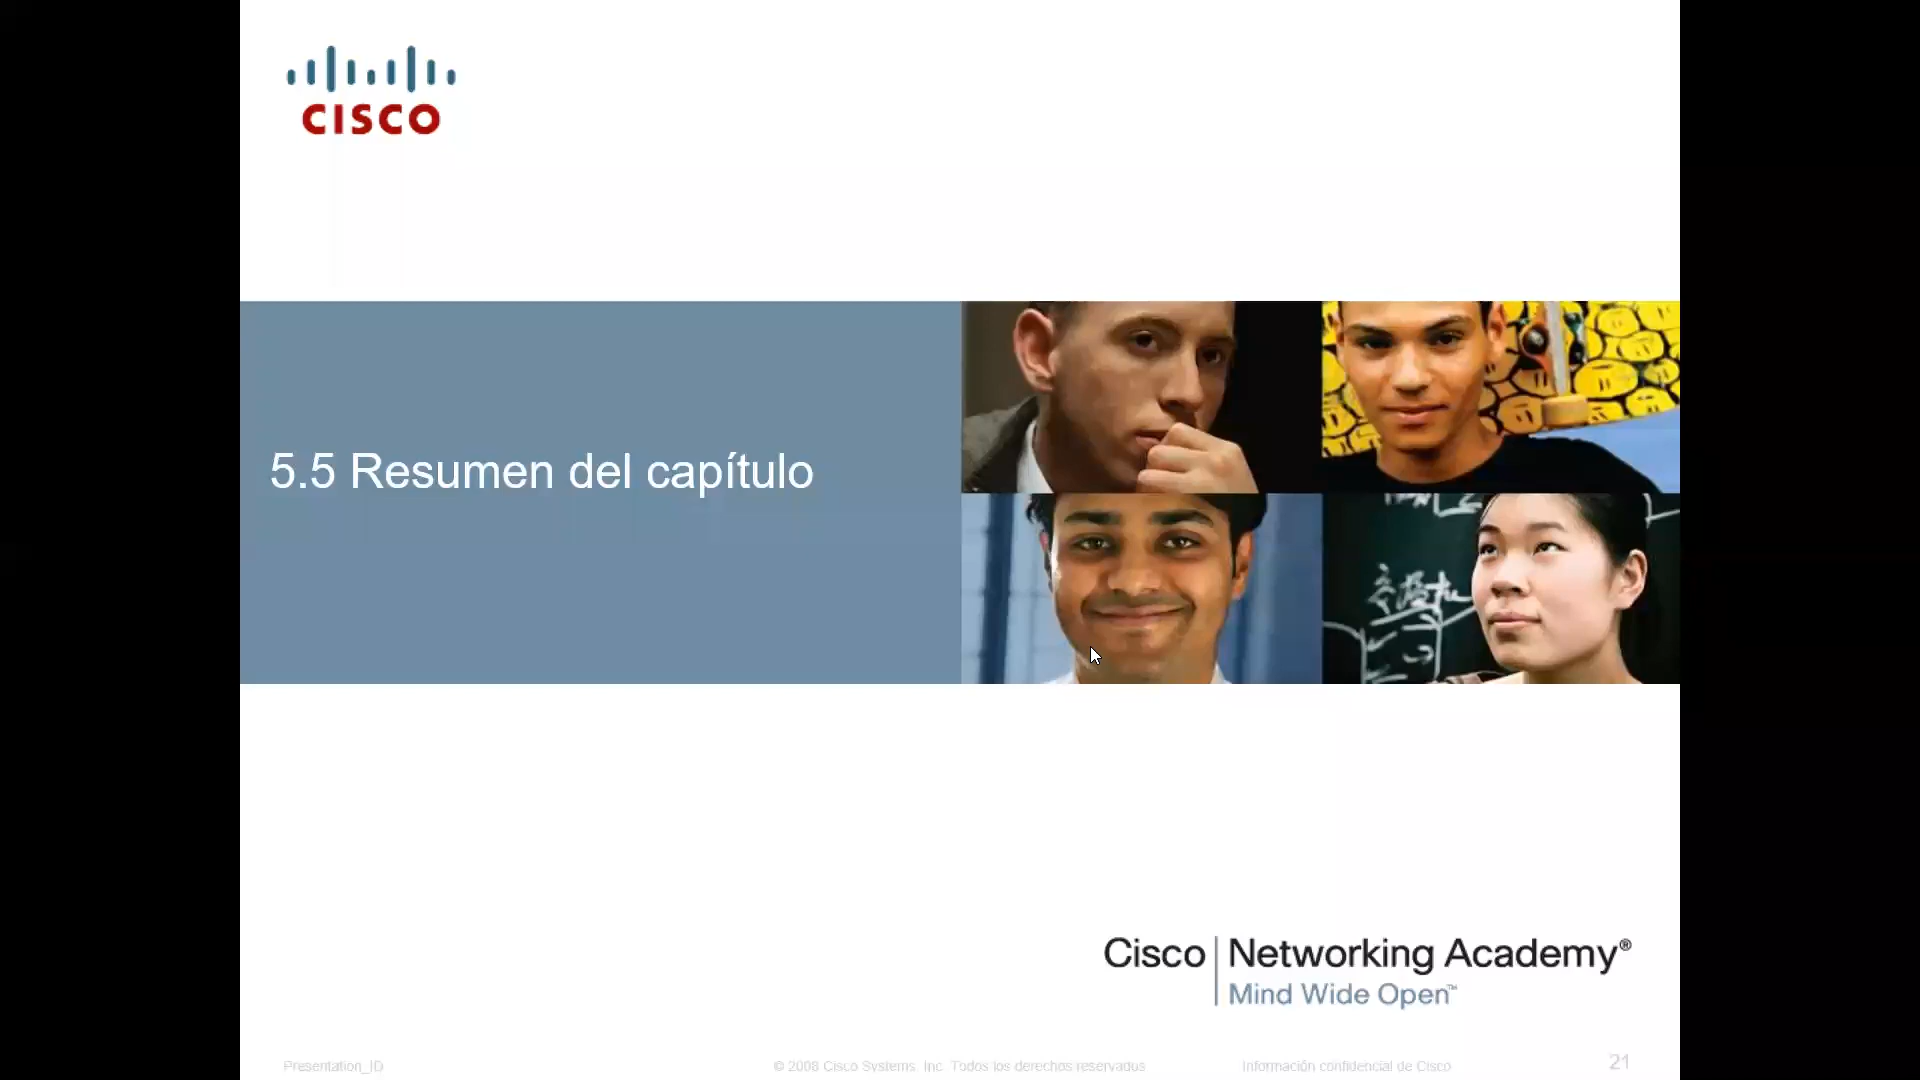 CISCO
5.5 Resumen del capítulo
Cisco Networking Academy®
Mind Wide Open™
Presentation_ID © 2008 Cisco Systems, Inc. Todos los derechos reservados Información confidencial de Cisco 21